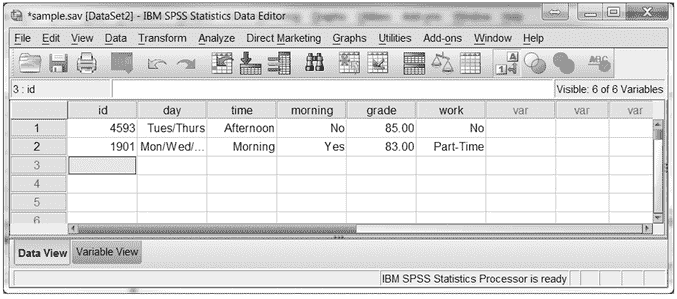 *sample.sav [DataSet2] - IBM SPSS Statistics Data Editor
File Edit View Data Transform Analyze Direct Marketing Graphs Utilities Add-ons Window Help
3 : id Visible: 6 of 6 Variables
id day time morning grade work var var var
1 4593 Tues/Thurs Afternoon No 85.00 No
2 1901 Mon/Wed/... Morning Yes 83.00 Part-Time
3
4
5
6
Data View Variable View
IBM SPSS Statistics Processor is ready